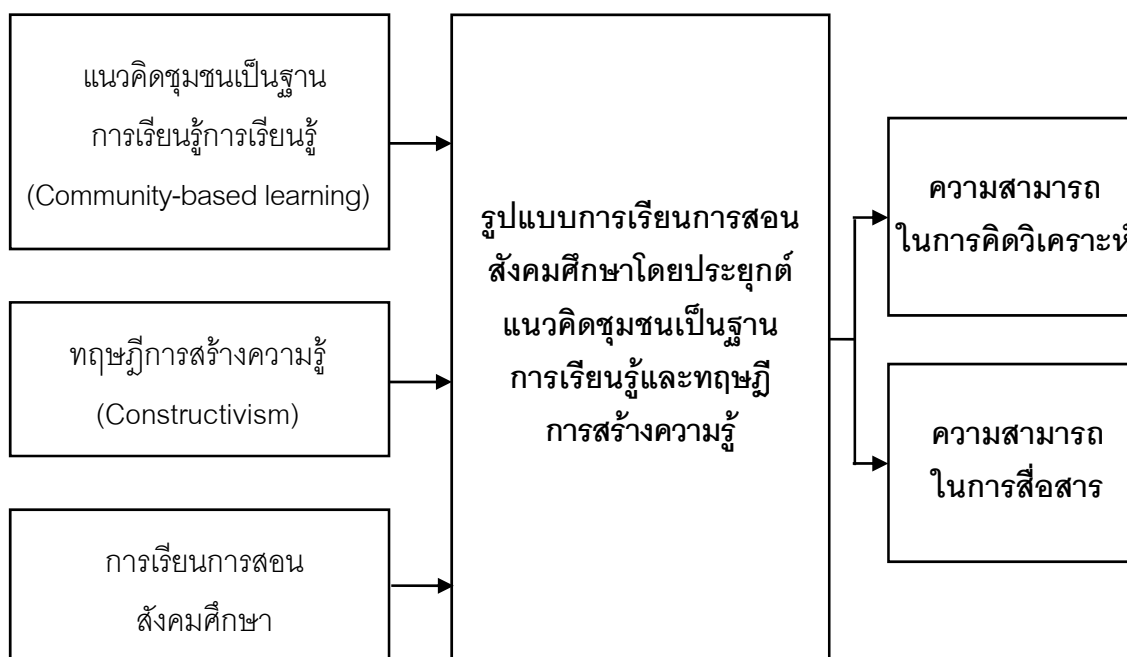 แนวคิดชุมชนเป็นฐาน
การเรียนรู้การเรียนรู้
(Community-based learning)
ทฤษฎีการสร้างความรู้
(Constructivism)
การเรียนการสอน
สังคมศึกษา
รูปแบบการเรียนการสอน
สังคมศึกษาโดยประยุกต์
แนวคิดชุมชนเป็นฐาน
การเรียนรู้และทฤษฎี
การสร้างความรู้
ความสามารถ
ในการคิดวิเคราะห์
ความสามารถ
ในการสื่อสาร